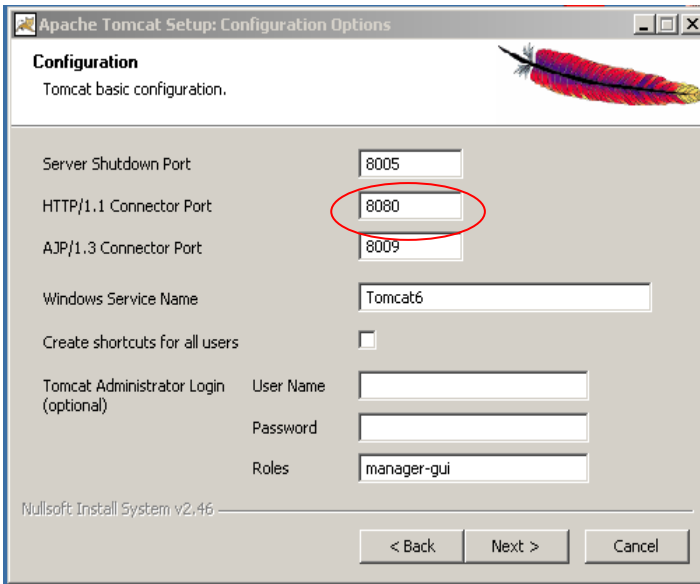 Apache Tomcat Setup: Configuration Options
Configuration
Tomcat basic configuration.
Server Shutdown Port 8005
HTTP/1.1 Connector Port 8080
AJP/1.3 Connector Port 8009
Windows Service Name Tomcat6
Create shortcuts for all users
Tomcat Administrator Login User Name
(optional)
Password
Roles manager-gui
Nullsoft Install System v2.46
< Back Next > Cancel